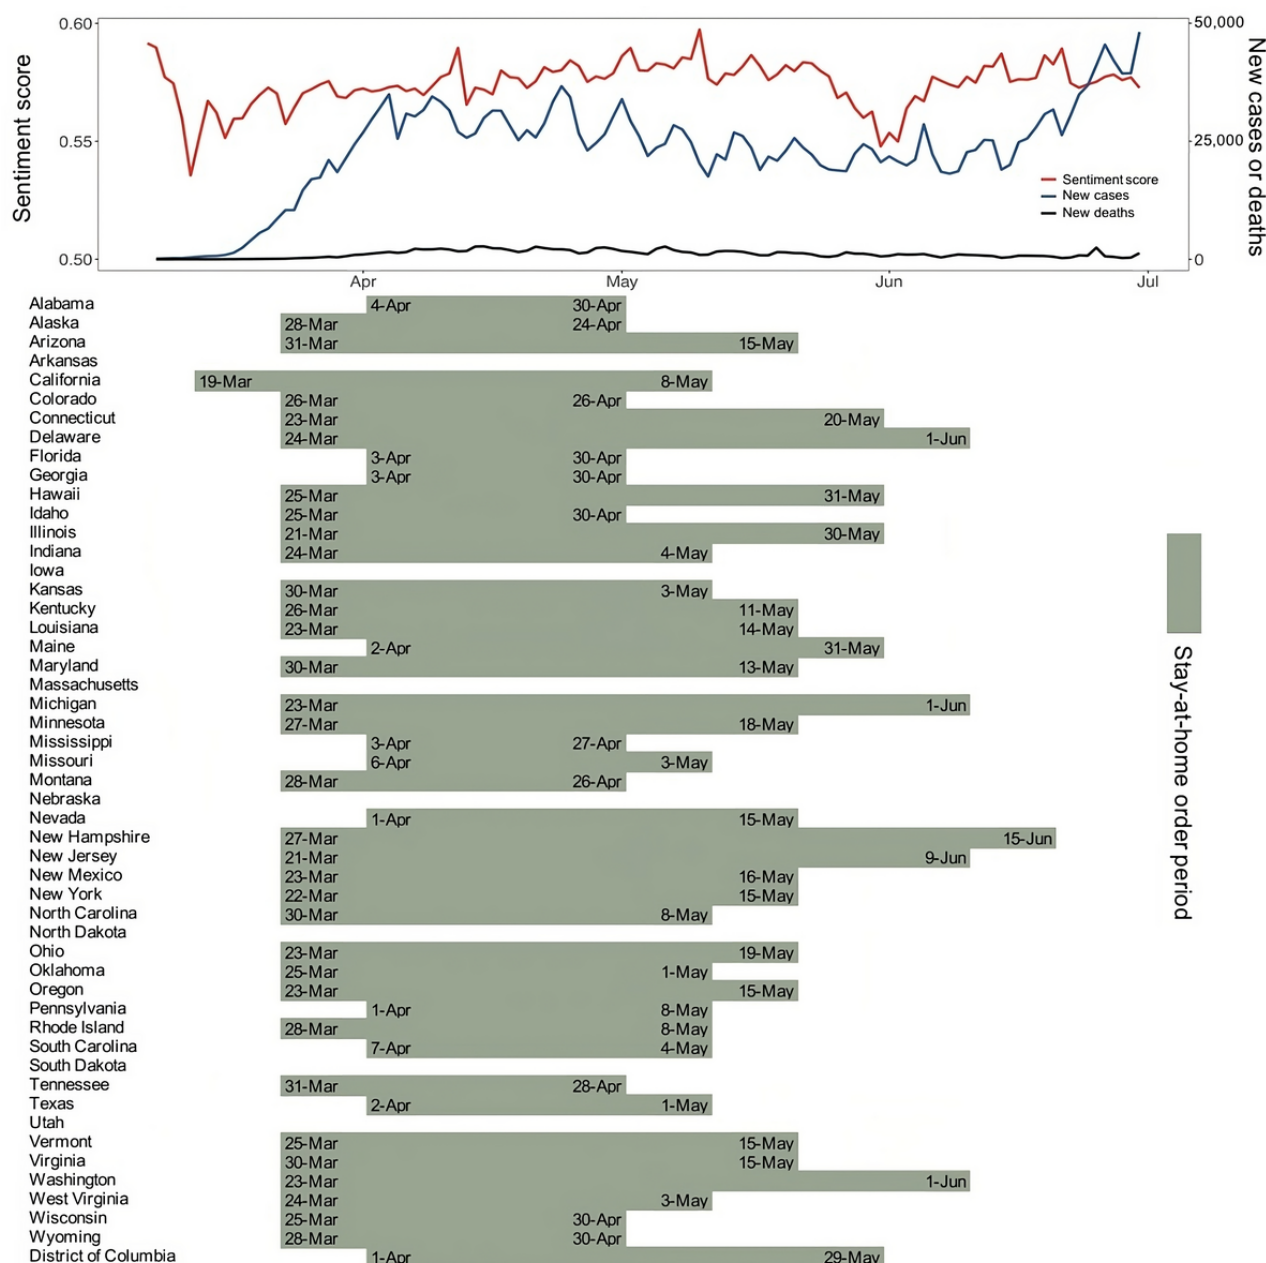 0.60
0.55
0.50
Sentiment score
50,000
25,000
0
New cases or deaths
Sentiment score
New cases
New deaths
Apr May Jun Jul
Alabama 4-Apr 30-Apr
Alaska 28-Mar 24-Apr
Arizona 31-Mar 15-May
Arkansas
California 19-Mar 8-May
Colorado 26-Mar 26-Apr
Connecticut 23-Mar 20-May
Delaware 24-Mar 1-Jun
Florida 3-Apr 30-Apr
Georgia 3-Apr 30-Apr
Hawaii 25-Mar 31-May
Idaho 25-Mar 30-Apr
Illinois 21-Mar 30-May
Indiana 24-Mar 4-May
Iowa
Kansas 30-Mar 3-May
Kentucky 26-Mar 11-May
Louisiana 23-Mar 14-May
Maine 2-Apr 31-May
Maryland 30-Mar 13-May
Massachusetts
Michigan 23-Mar 1-Jun
Minnesota 27-Mar 18-May
Mississippi 3-Apr 27-Apr
Missouri 6-Apr 3-May
Montana 28-Mar 26-Apr
Nebraska
Nevada 1-Apr 15-May
New Hampshire 27-Mar 15-Jun
New Jersey 21-Mar 9-Jun
New Mexico 23-Mar 16-May
New York 22-Mar 15-May
North Carolina 30-Mar 8-May
North Dakota
Ohio 23-Mar 19-May
Oklahoma 25-Mar 1-May
Oregon 23-Mar 15-May
Pennsylvania 1-Apr 8-May
Rhode Island 28-Mar 8-May
South Carolina 7-Apr 4-May
South Dakota
Tennessee 31-Mar 28-Apr
Texas 2-Apr 1-May
Utah
Vermont 25-Mar 15-May
Virginia 30-Mar 15-May
Washington 23-Mar 1-Jun
West Virginia 24-Mar 3-May
Wisconsin 25-Mar 30-Apr
Wyoming 28-Mar 30-Apr
District of Columbia 1-Apr 29-May
Stay-at-home order period